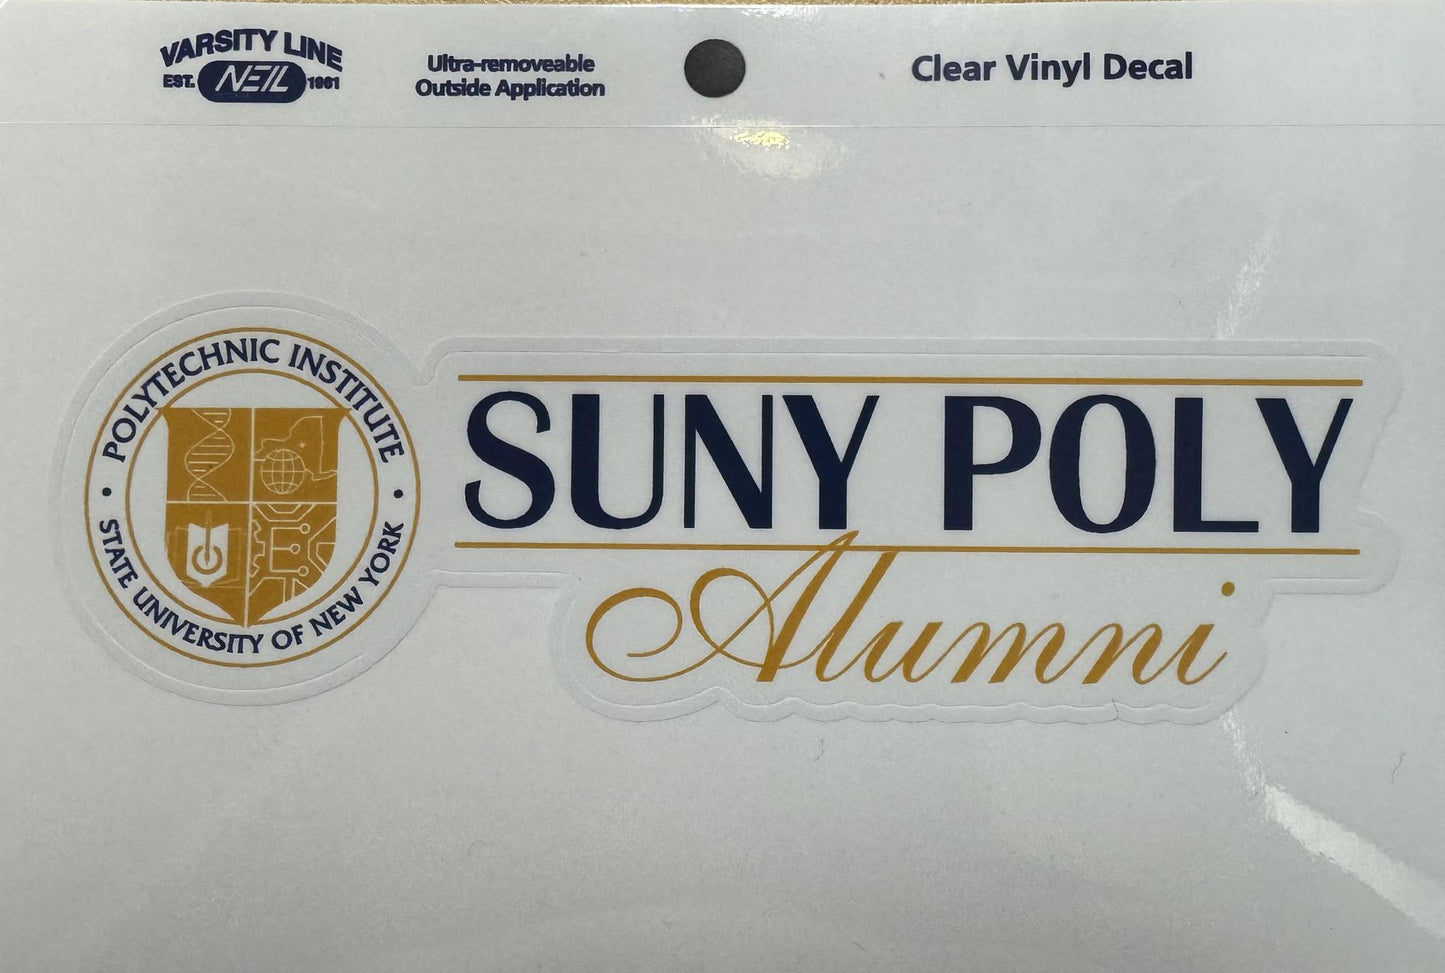 VARSITY LINE
EST. NEIL 1961
Ultra-removeable
Outside Application
Clear Vinyl Decal
POLYTECHNIC INSTITUTE
• STATE UNIVERSITY OF NEW YORK •
SUNY POLY
Alumni